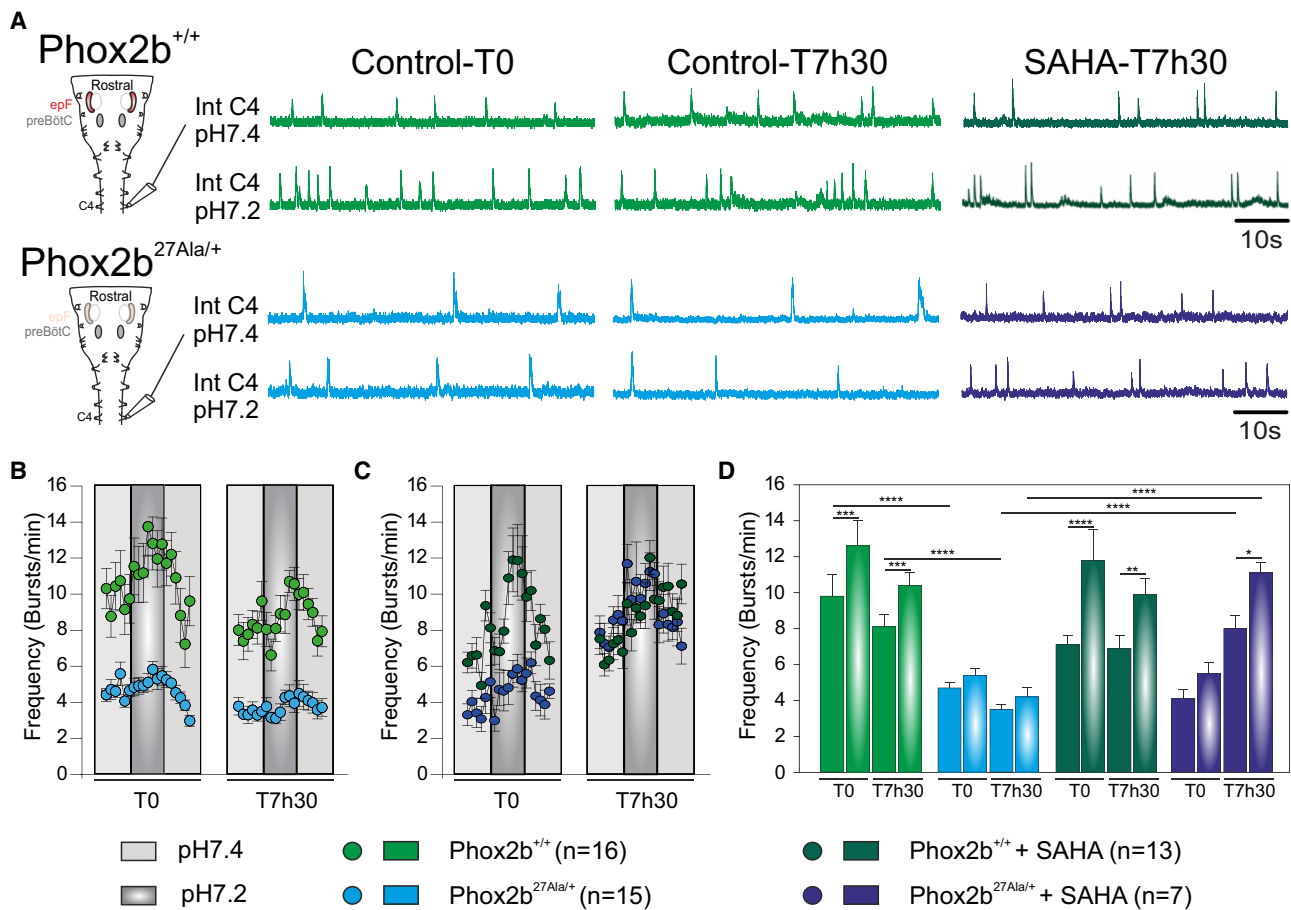 A
Phox2b+/+
Rostral
epF
preBötC
C4
Control-T0
Control-T7h30
SAHA-T7h30
Int C4
pH7.4
Int C4
pH7.2
10s
Phox2b27Ala/+
Rostral
epF
preBötC
C4
Int C4
pH7.4
Int C4
pH7.2
10s
B
Frequency (Bursts/min)
16
14
12
10
8
6
4
2
0
T0
T7h30
C
Frequency (Bursts/min)
16
14
12
10
8
6
4
2
0
T0
T7h30
D
Frequency (Bursts/min)
16
14
12
10
8
6
4
2
0
****
***
***
****
****
**
****
****
*
T0
T7h30
T0
T7h30
T0
T7h30
T0
T7h30
pH7.4
pH7.2
Phox2b+/+ (n=16)
Phox2b27Ala/+ (n=15)
Phox2b+/+ + SAHA (n=13)
Phox2b27Ala/+ + SAHA (n=7)